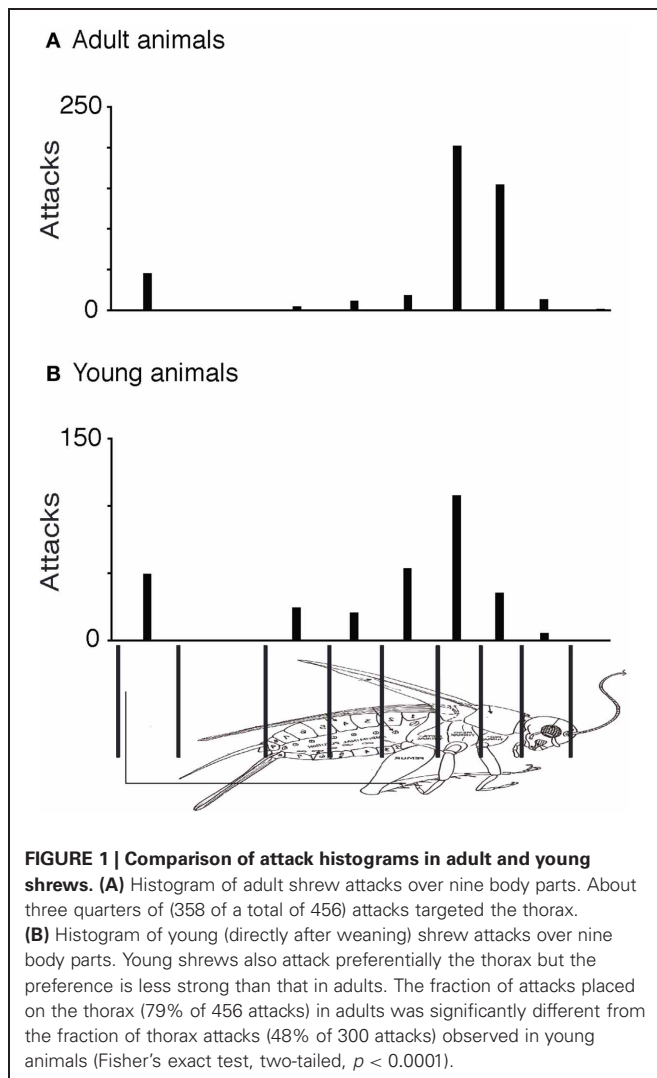 A Adult animals
250
Attacks
0
B Young animals
150
Attacks
0
FIGURE 1 | Comparison of attack histograms in adult and young
shrews. (A) Histogram of adult shrew attacks over nine body parts. About
three quarters of (358 of a total of 456) attacks targeted the thorax.
(B) Histogram of young (directly after weaning) shrew attacks over nine
body parts. Young shrews also attack preferentially the thorax but the
preference is less strong than that in adults. The fraction of attacks placed
on the thorax (79% of 456 attacks) in adults was significantly different from
the fraction of thorax attacks (48% of 300 attacks) observed in young
animals (Fisher's exact test, two-tailed, p < 0.0001).